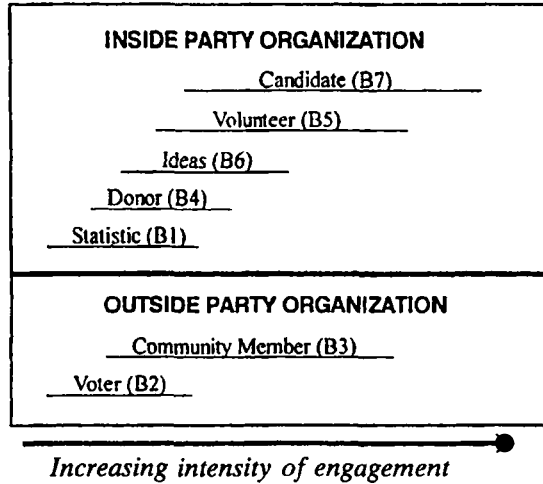 INSIDE PARTY ORGANIZATION
Candidate (B7)
Volunteer (B5)
Ideas (B6)
Donor (B4)
Statistic (B1)
OUTSIDE PARTY ORGANIZATION
Community Member (B3)
Voter (B2)
Increasing intensity of engagement